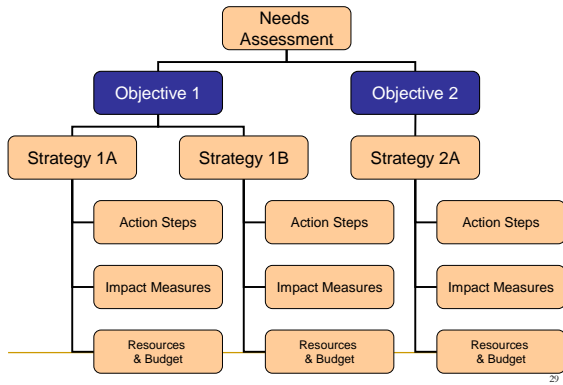 Needs
Assessment
Objective 1
Objective 2
Strategy 1A
Strategy 1B
Strategy 2A
Action Steps
Action Steps
Action Steps
Impact Measures
Impact Measures
Impact Measures
Resources
& Budget
Resources
& Budget
Resources
& Budget
29